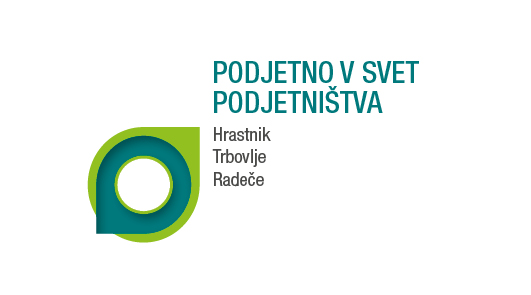 PODJETNO V SVET
PODJETNIŠTVA
Hrastnik
Trbovlje
Radeče